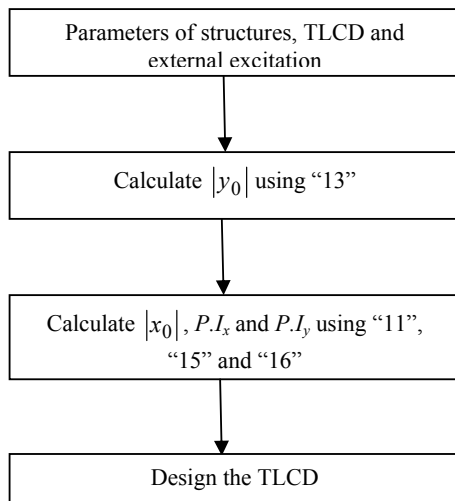 Parameters of structures, TLCD and
external excitation
Calculate |y₀| using “13”
Calculate |x₀| , P.Iₓ and P.I_y using “11”,
“15” and “16”
Design the TLCD